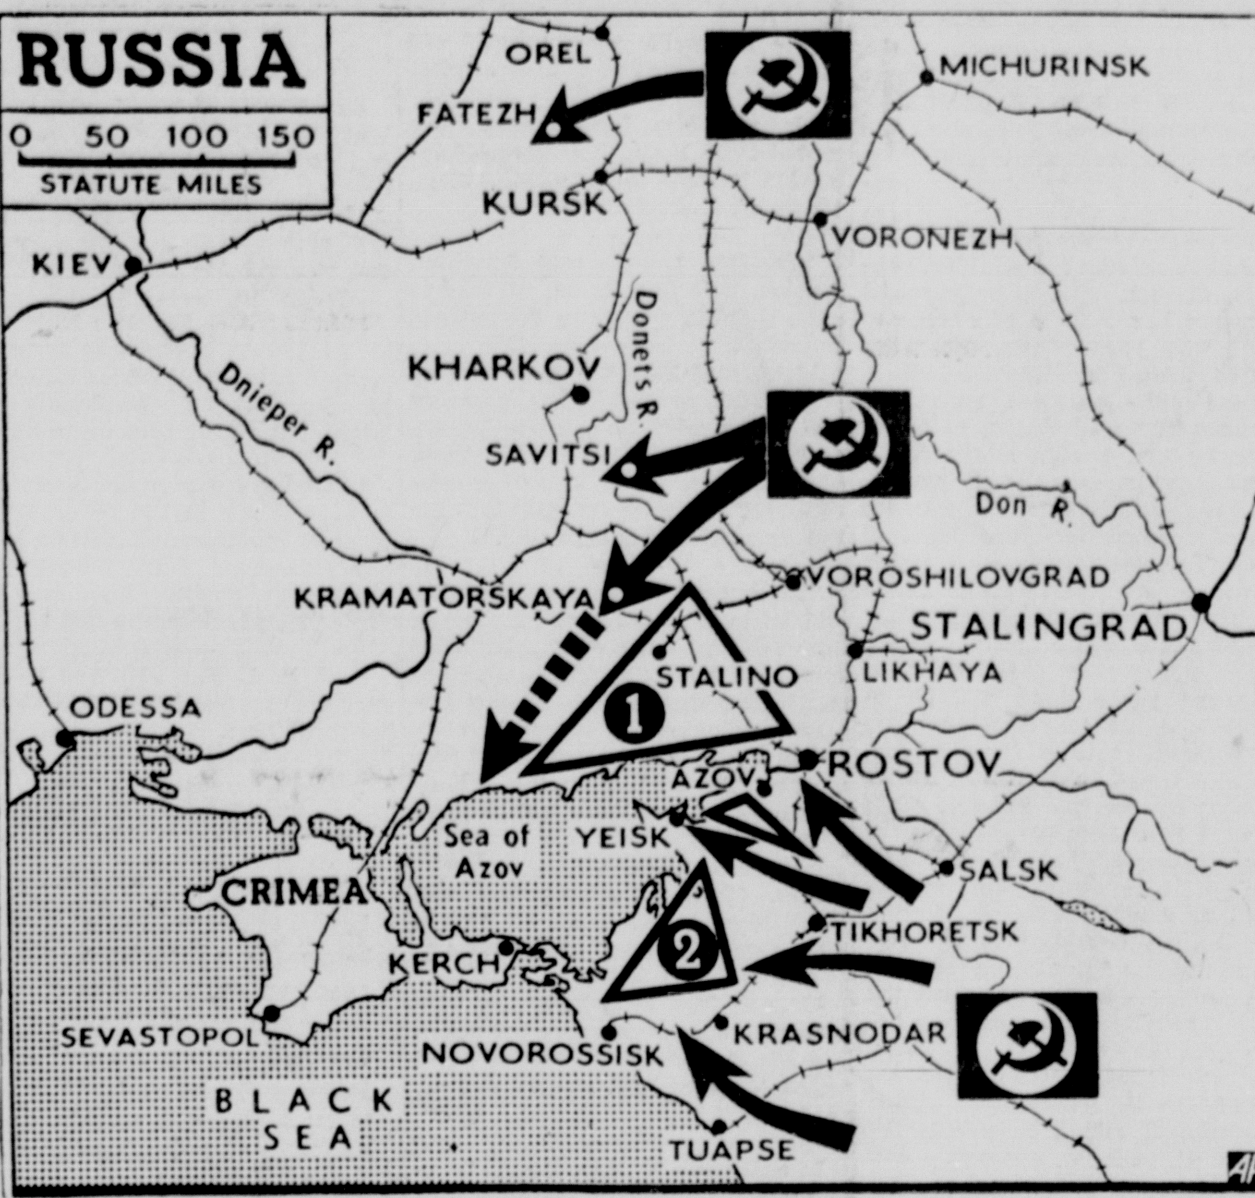 RUSSIA
0 50 100 150
STATUTE MILES
OREL
MICHURINSK
FATEZH
KURSK
VORONEZH
KIEV
Donets R.
KHARKOV
Dnieper R.
SAVITSI
Don R.
VOROSHILOVGRAD
KRAMATORSKAYA
STALINGRAD
LIKHAYA
STALINO
1
ODESSA
ROSTOV
AZOV
Sea of
Azov
YEISK
SALSK
CRIMEA
TIKHORETSK
2
KERCH
KRASNODAR
SEVASTOPOL
NOVOROSSISK
BLACK
SEA
TUAPSE